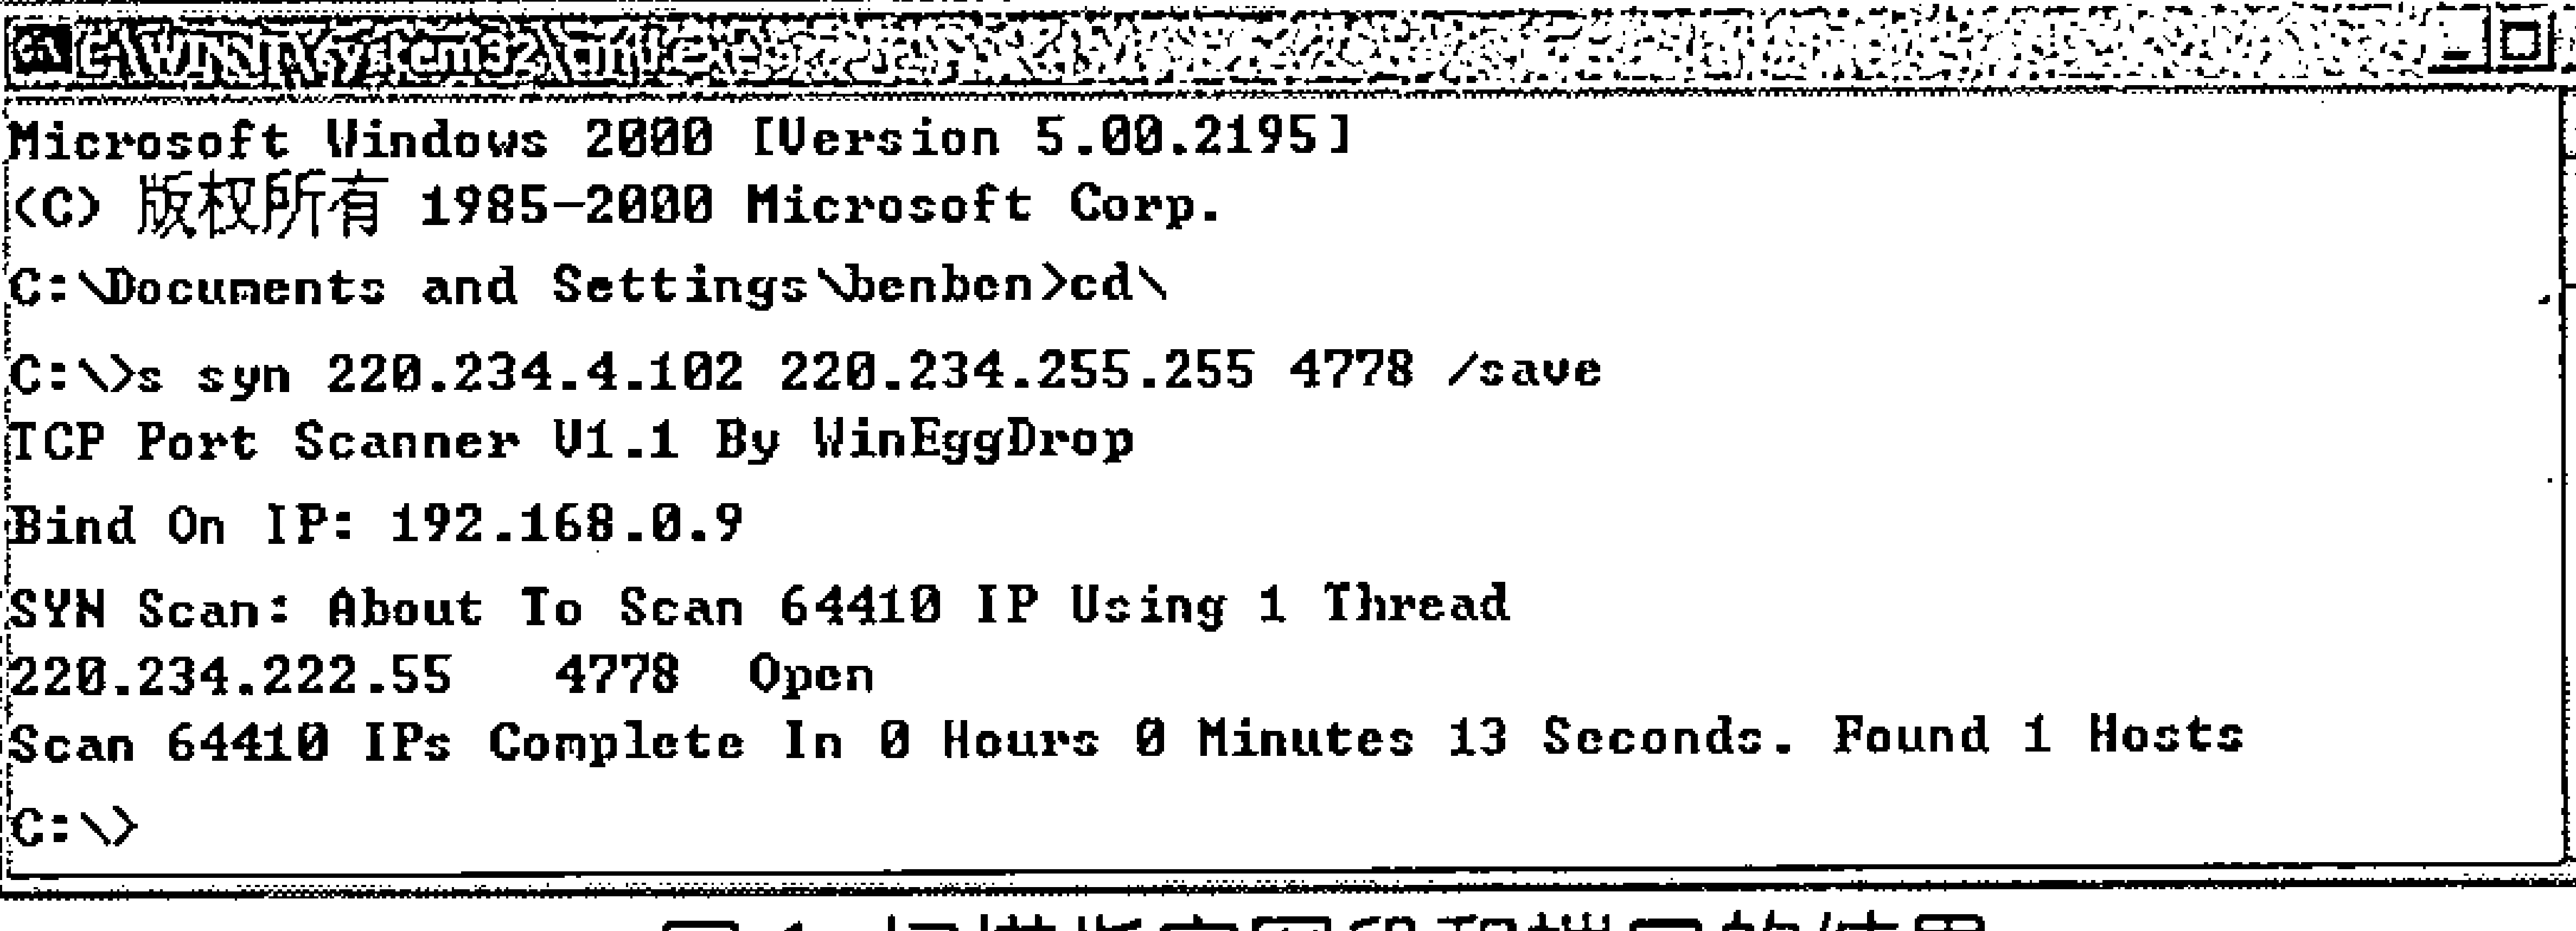 Microsoft Windows 2000 [Version 5.00.2195]
(C) 版权所有 1985-2000 Microsoft Corp.
C:\Documents and Settings\benben>cd\
C:\>s syn 220.234.4.102 220.234.255.255 4778 /save
TCP Port Scanner V1.1 By WinEggDrop
Bind On IP: 192.168.0.9
SYN Scan: About To Scan 64410 IP Using 1 Thread
220.234.222.55 4778 Open
Scan 64410 IPs Complete In 0 Hours 0 Minutes 13 Seconds. Found 1 Hosts
C:\>